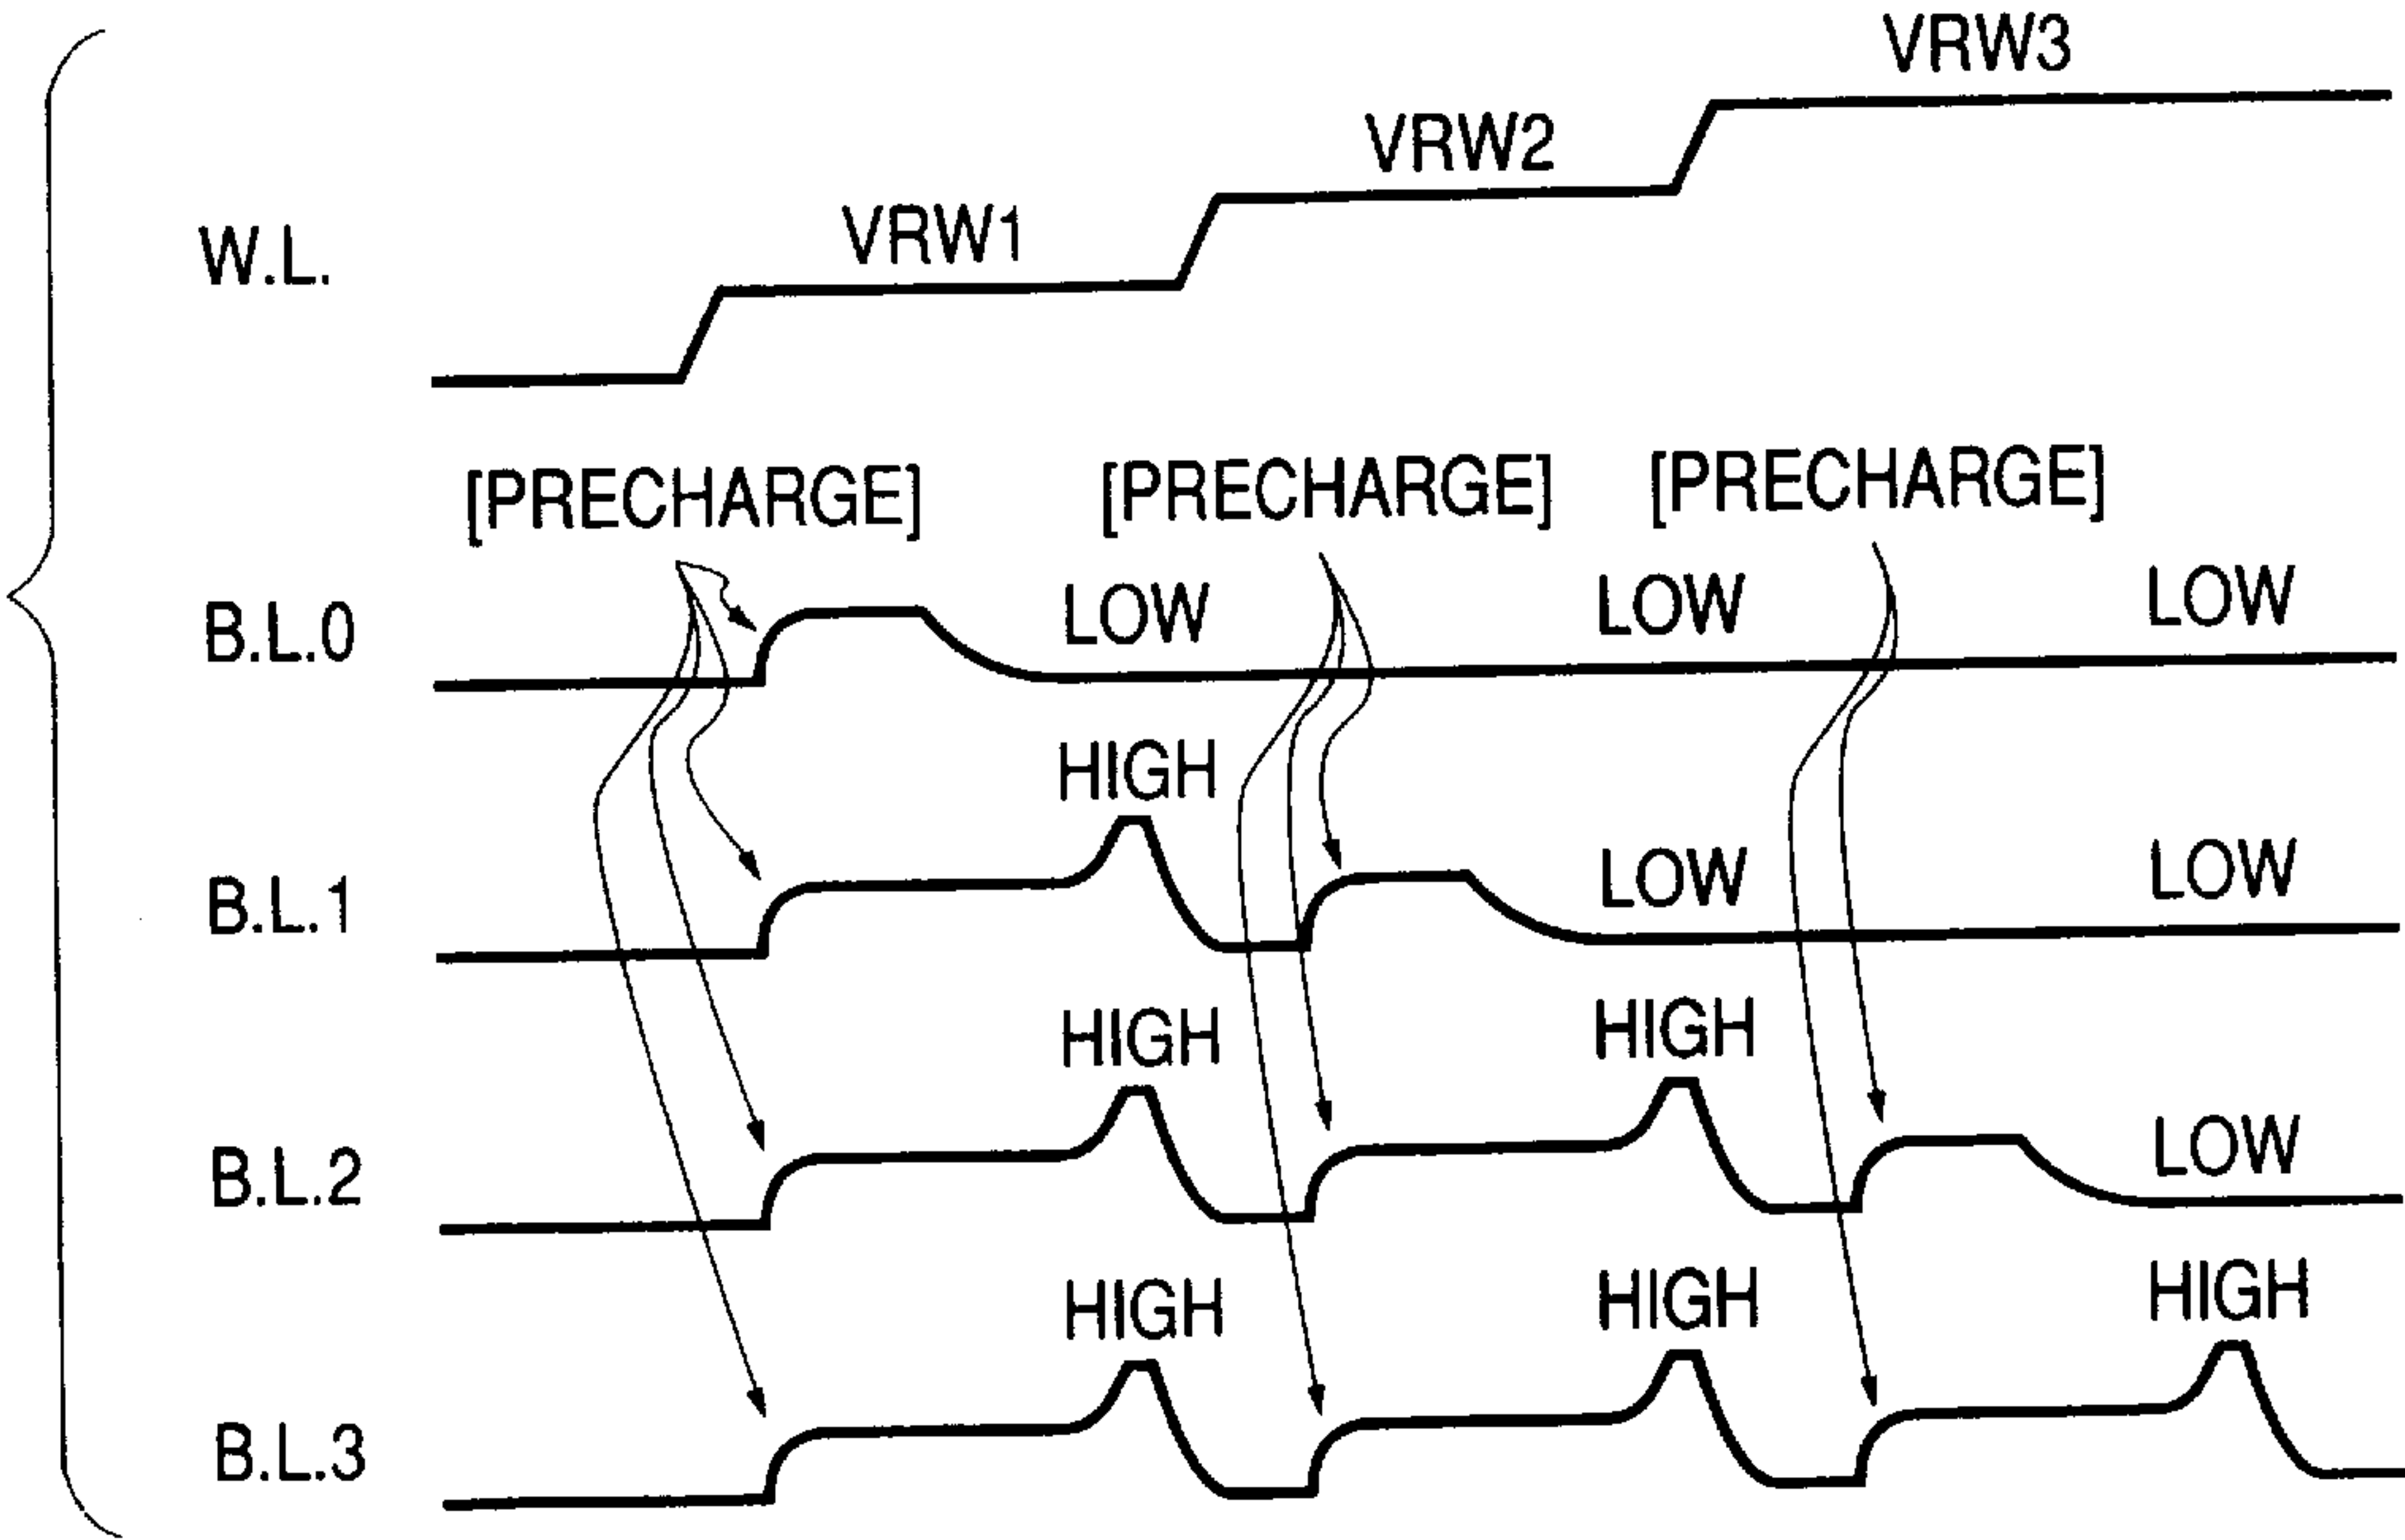 VRW3
VRW2
VRW1
W.L.
[PRECHARGE] [PRECHARGE] [PRECHARGE]
B.L.0 LOW LOW LOW
HIGH
B.L.1 LOW LOW
HIGH HIGH
B.L.2 LOW
HIGH HIGH HIGH
B.L.3